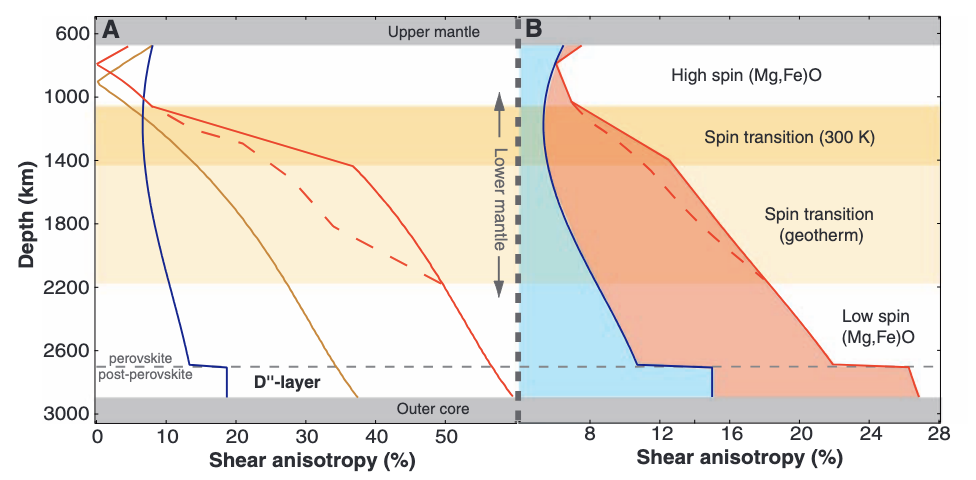 A
B
Upper mantle
600
1000
1400
1800
2200
2600
3000
Depth (km)
High spin (Mg,Fe)O
Spin transition (300 K)
Lower mantle
Spin transition
(geotherm)
Low spin
(Mg,Fe)O
perovskite
post-perovskite
D"-layer
Outer core
0 10 20 30 40 50
8 12 16 20 24 28
Shear anisotropy (%)
Shear anisotropy (%)